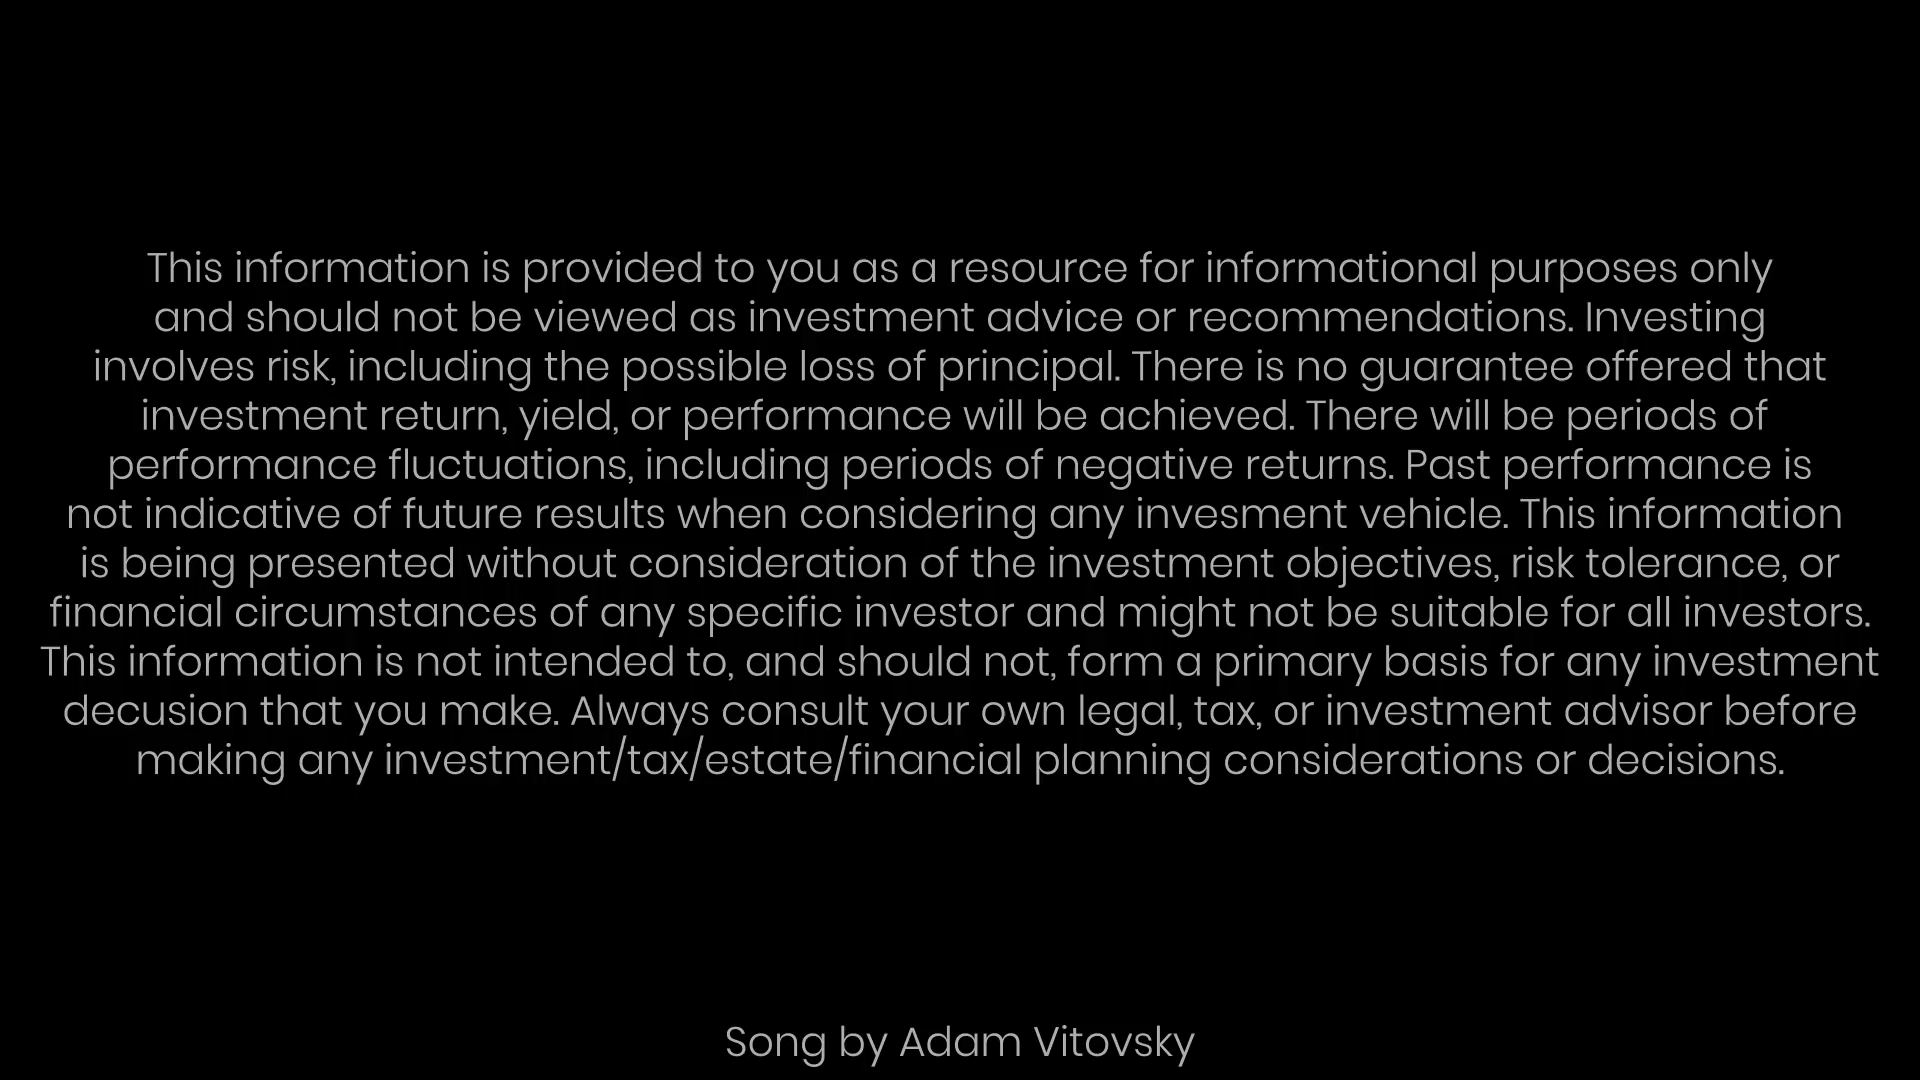 This information is provided to you as a resource for informational purposes only
and should not be viewed as investment advice or recommendations. Investing
involves risk, including the possible loss of principal. There is no guarantee offered that
investment return, yield, or performance will be achieved. There will be periods of
performance fluctuations, including periods of negative returns. Past performance is
not indicative of future results when considering any invesment vehicle. This information
is being presented without consideration of the investment objectives, risk tolerance, or
financial circumstances of any specific investor and might not be suitable for all investors.
This information is not intended to, and should not, form a primary basis for any investment
decusion that you make. Always consult your own legal, tax, or investment advisor before
making any investment/tax/estate/financial planning considerations or decisions.
Song by Adam Vitovsky